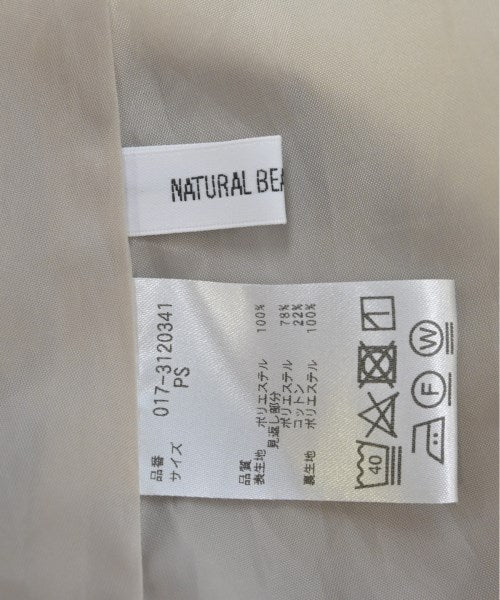 NATURAL BEA
品番 017-3120341
サイズ PS
品質
表生地 ポリエステル 100%
見返し部分
ポリエステル 78%
コットン 22%
裏生地 ポリエステル 100%
40
F
W